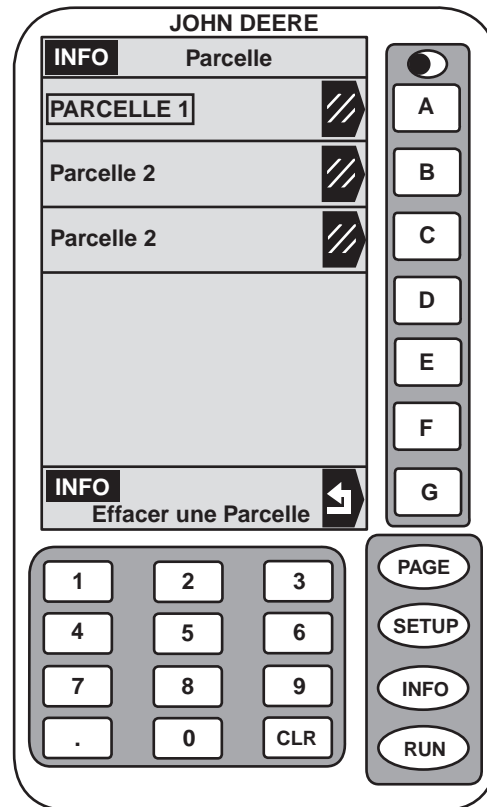 JOHN DEERE
INFO Parcelle
PARCELLE 1
Parcelle 2
Parcelle 2
INFO
Effacer une Parcelle
A
B
C
D
E
F
G
1 2 3
4 5 6
7 8 9
. 0 CLR
PAGE
SETUP
INFO
RUN